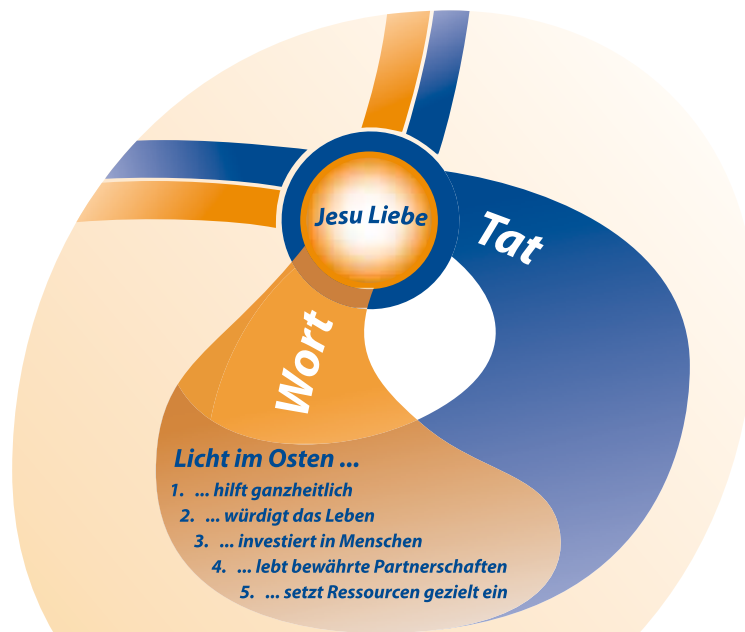 Jesu Liebe
Tat
Wort
Licht im Osten ...
1. ... hilft ganzheitlich
2. ... würdigt das Leben
3. ... investiert in Menschen
4. ... lebt bewährte Partnerschaften
5. ... setzt Ressourcen gezielt ein